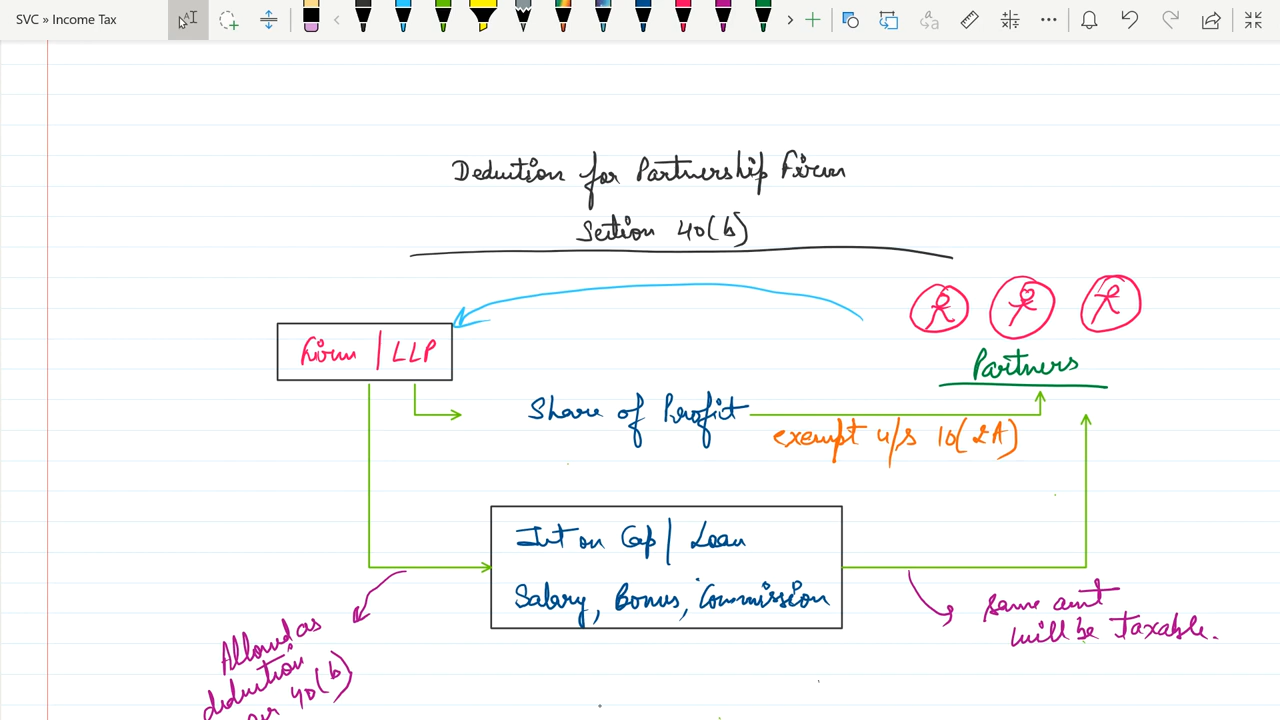 SVC » Income Tax
Deduction for Partnership Firm
Section 40(b)
Firm | LLP
Partners
Share of Profit
exempt u/s 10(2A)
Int on Cap | Loan
Salary, Bonus, Commission
same amt
will be Taxable.
Allowed as
deduction
40(b)